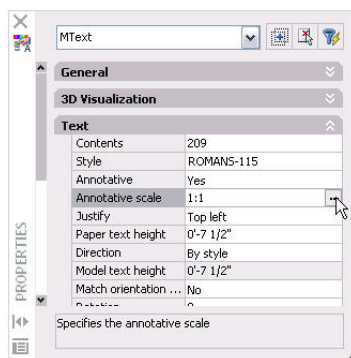 MText
General
3D Visualization
Text
Contents 209
Style ROMANS-115
Annotative Yes
Annotative scale 1:1 ...
Justify Top left
Paper text height 0'-7 1/2"
Direction By style
Model text height 0'-7 1/2"
Match orientation ... No
Rotation 0
Specifies the annotative scale
PROPERTIES